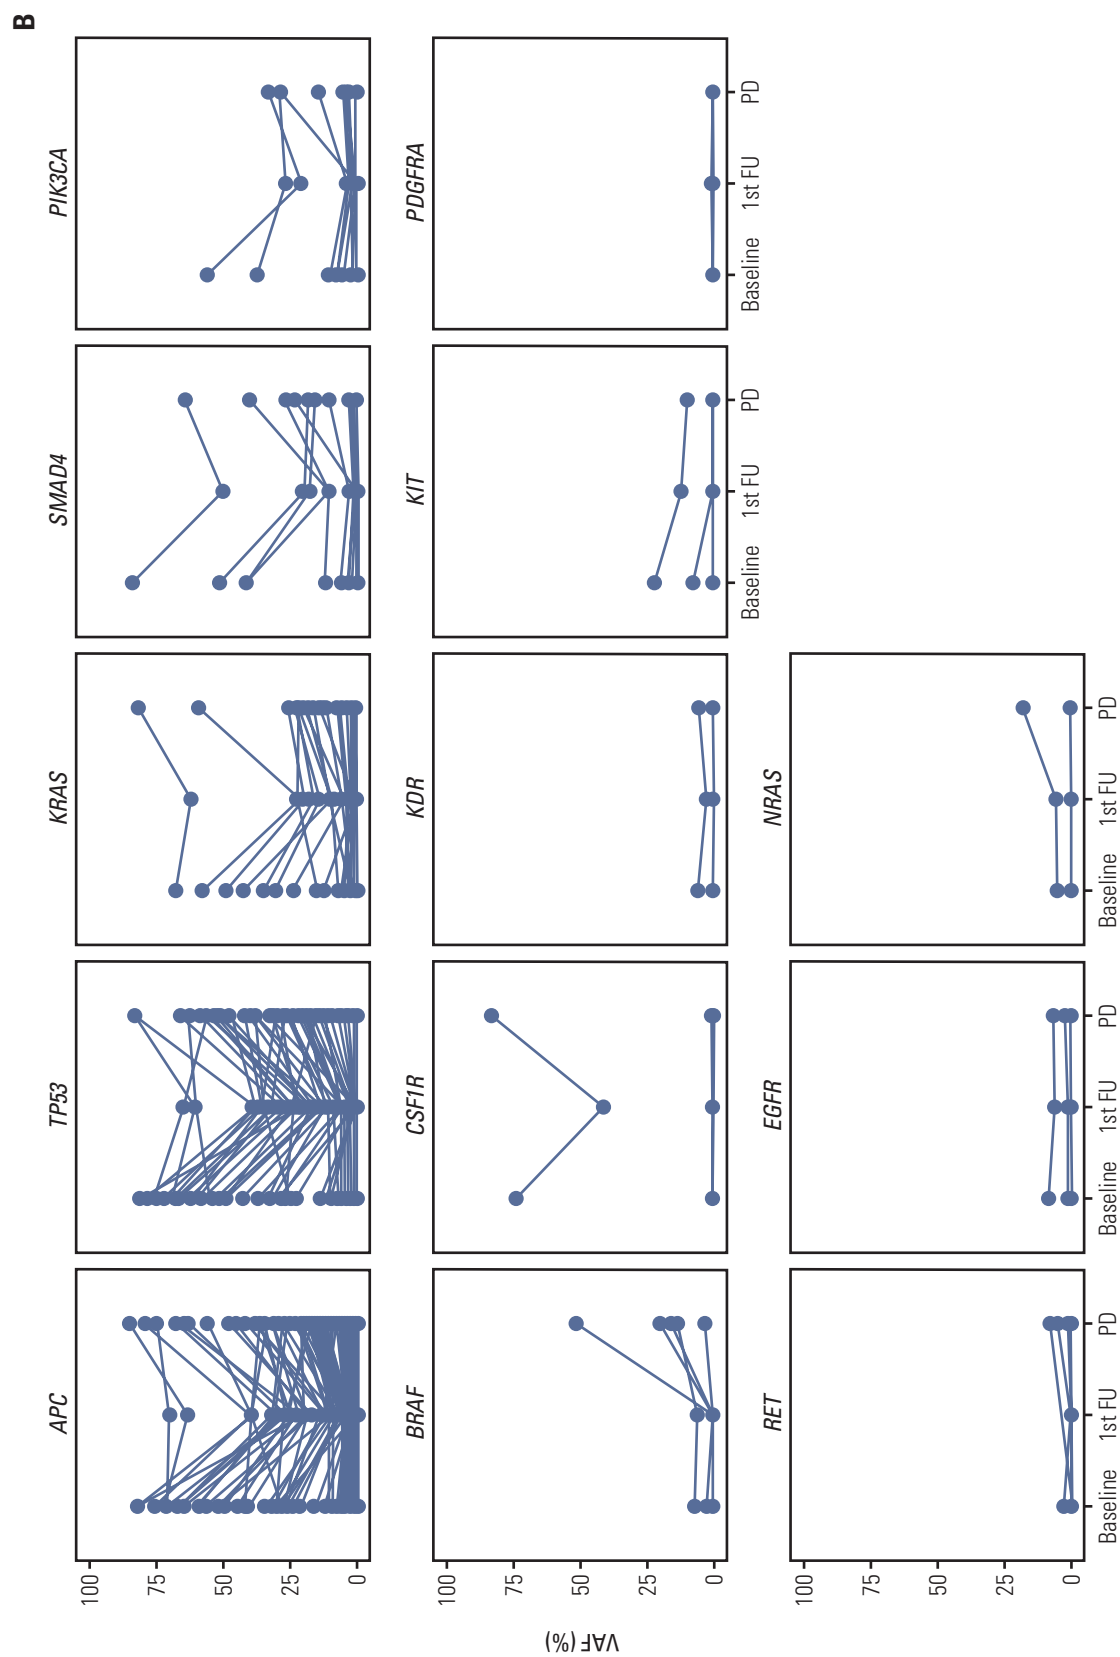 B
APC
TP53
KRAS
SMAD4
PIK3CA
100
75
50
25
0
BRAF
CSF1R
KDR
KIT
PDGFRA
100
75
50
25
0
Baseline 1st FU PD
Baseline 1st FU PD
RET
EGFR
NRAS
100
75
50
25
0
Baseline 1st FU PD
Baseline 1st FU PD
Baseline 1st FU PD
VAF (%)